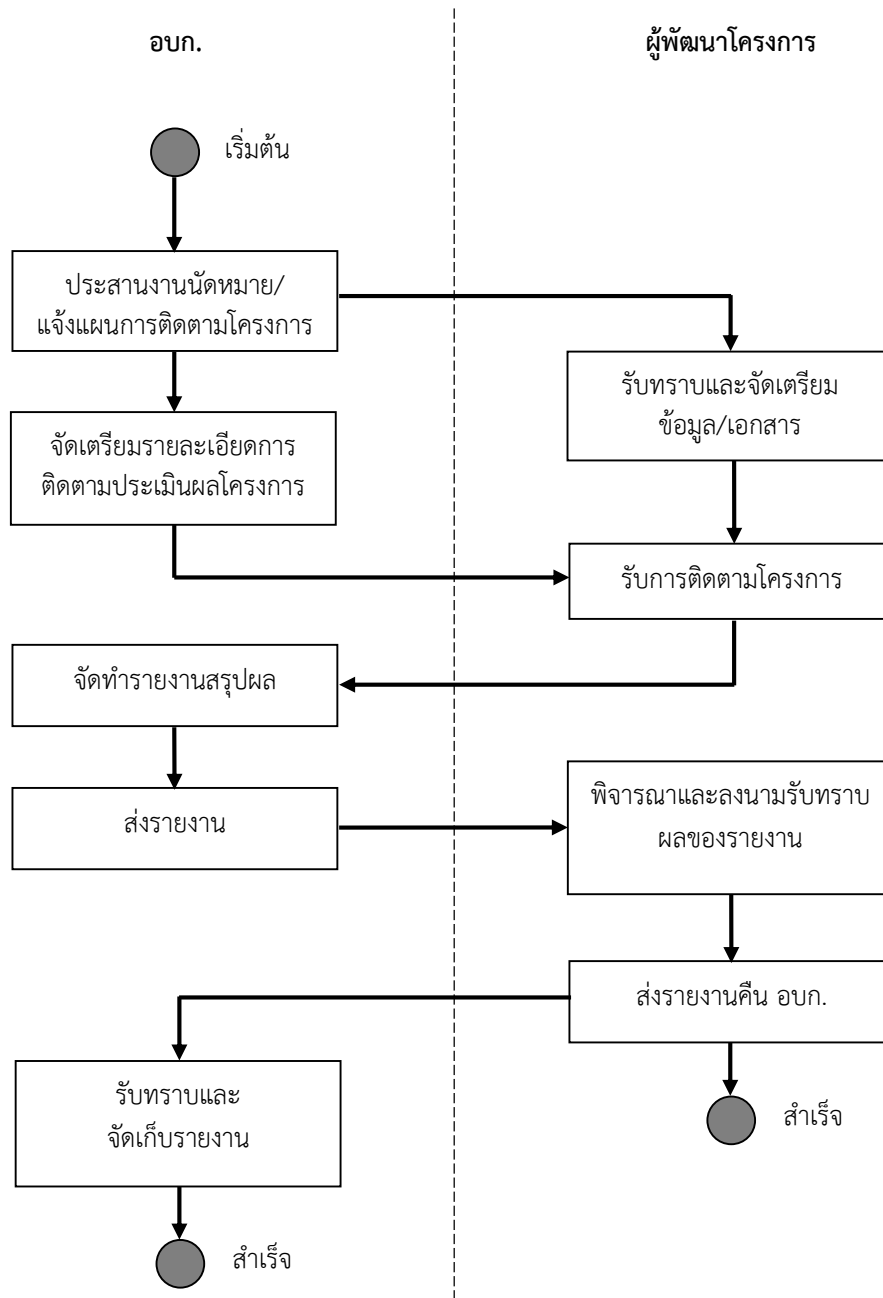 อบก.
ผู้พัฒนาโครงการ
เริ่มต้น
ประสานงานนัดหมาย/
แจ้งแผนการติดตามโครงการ
รับทราบและจัดเตรียม
ข้อมูล/เอกสาร
จัดเตรียมรายละเอียดการ
ติดตามประเมินผลโครงการ
รับการติดตามโครงการ
จัดทำรายงานสรุปผล
ส่งรายงาน
พิจารณาและลงนามรับทราบ
ผลของรายงาน
ส่งรายงานคืน อบก.
รับทราบและ
จัดเก็บรายงาน
สำเร็จ
สำเร็จ